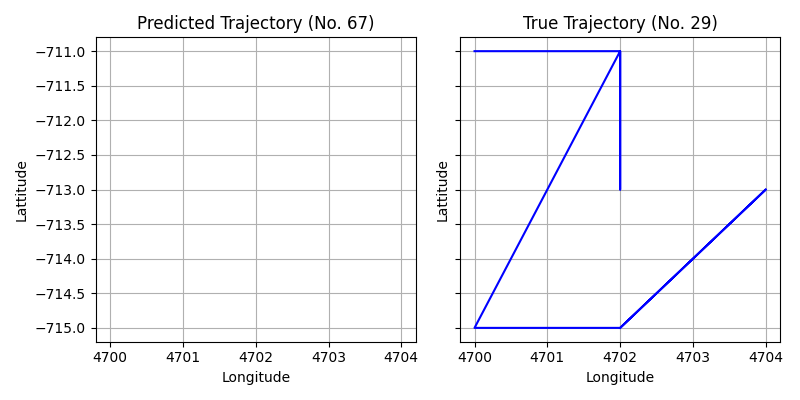 Predicted Trajectory (No. 67)
True Trajectory (No. 29)
−711.0
−711.5
−712.0
−712.5
−713.0
−713.5
−714.0
−714.5
−715.0
Lattitude
Lattitude
4700 4701 4702 4703 4704
4700 4701 4702 4703 4704
Longitude
Longitude